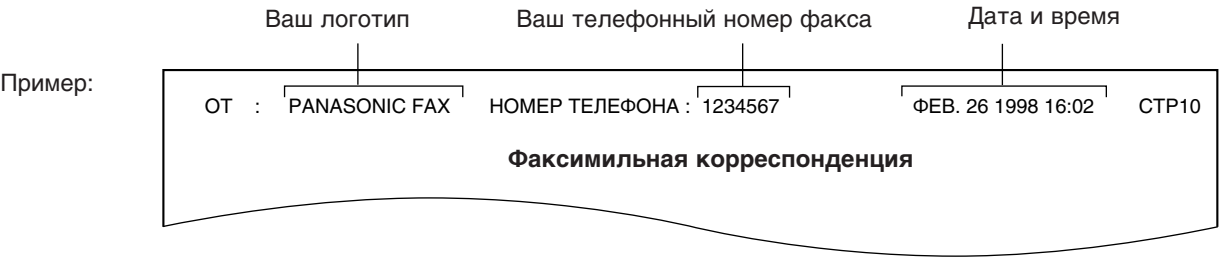 Ваш логотип Ваш телефонный номер факса Дата и время
Пример:
ОТ : PANASONIC FAX НОМЕР ТЕЛЕФОНА : 1234567 ФЕВ. 26 1998 16:02 СТР10
Факсимильная корреспонденция